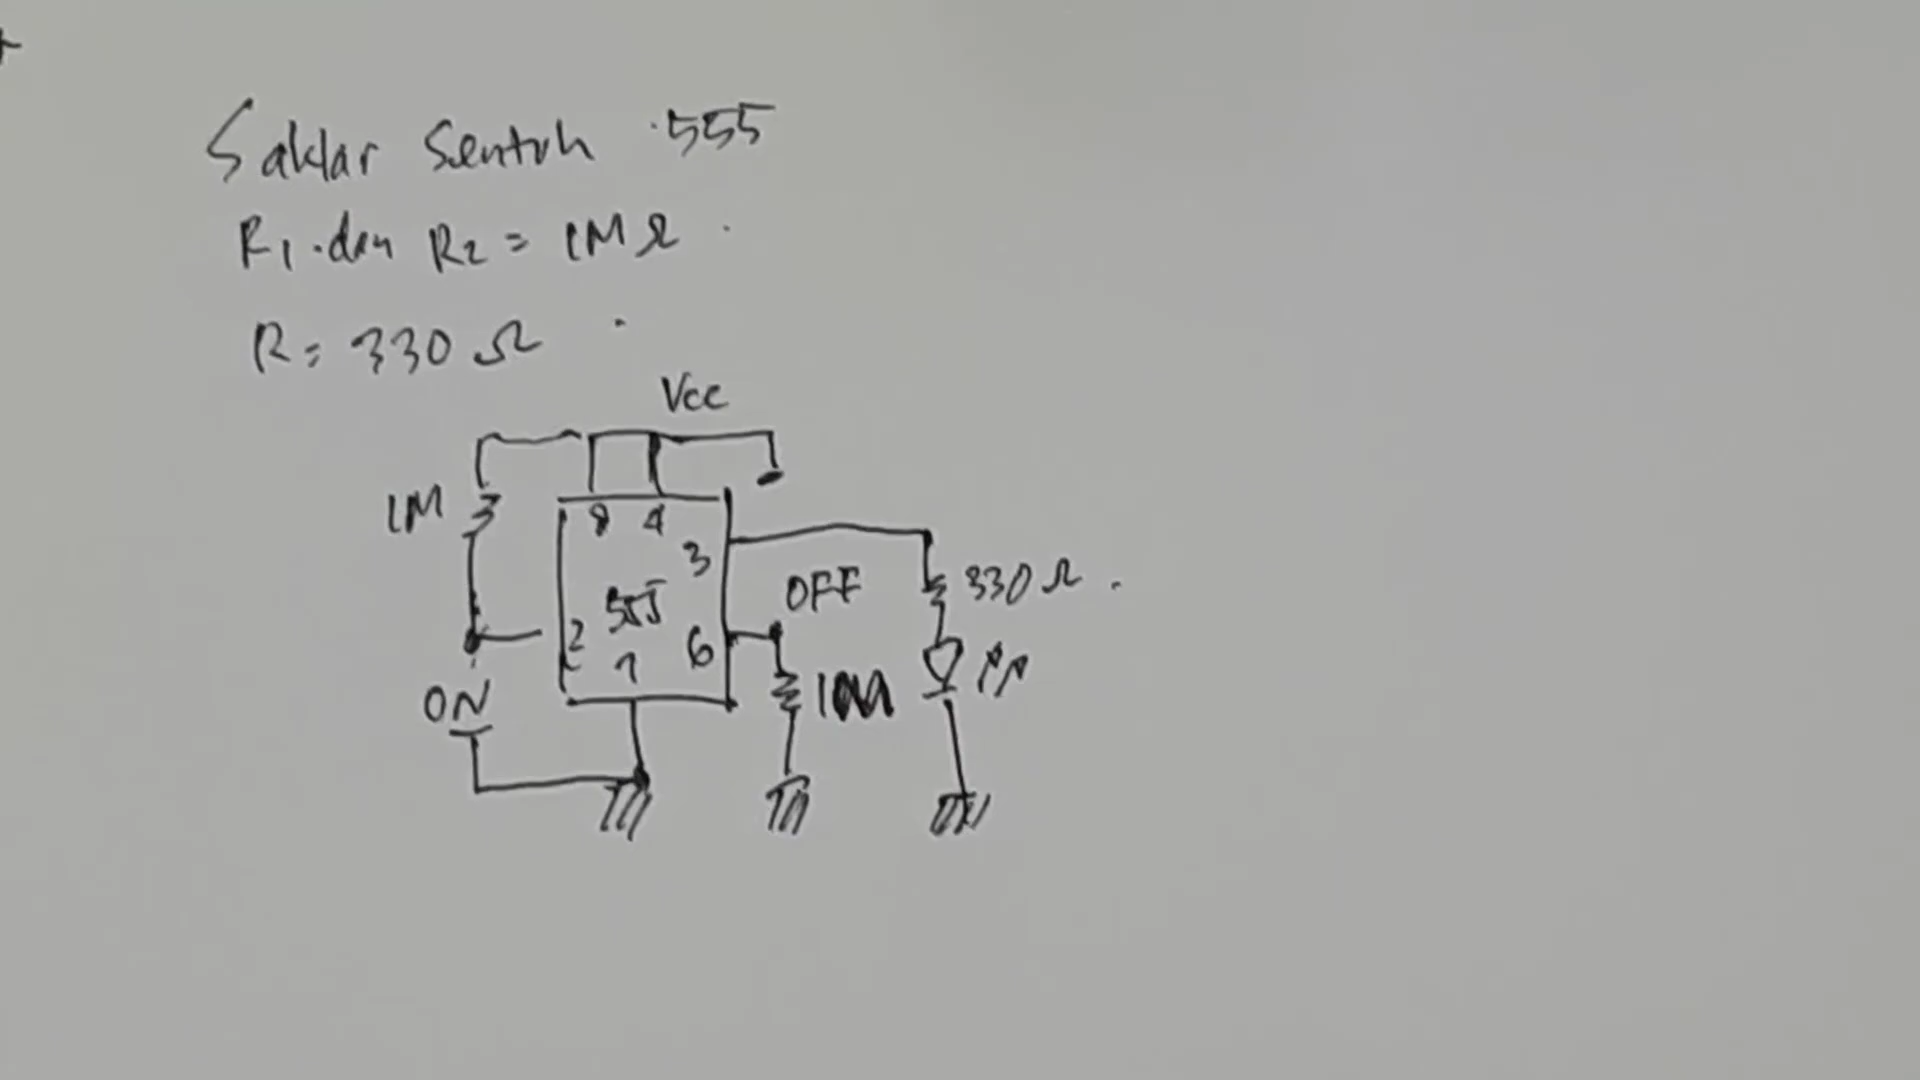 Saklar Sentuh 555
R1 dan R2 = 1MΩ
R = 330 Ω
Vcc
1M
8 4
3
555
OFF
330 Ω
2
6
1
1M
ON